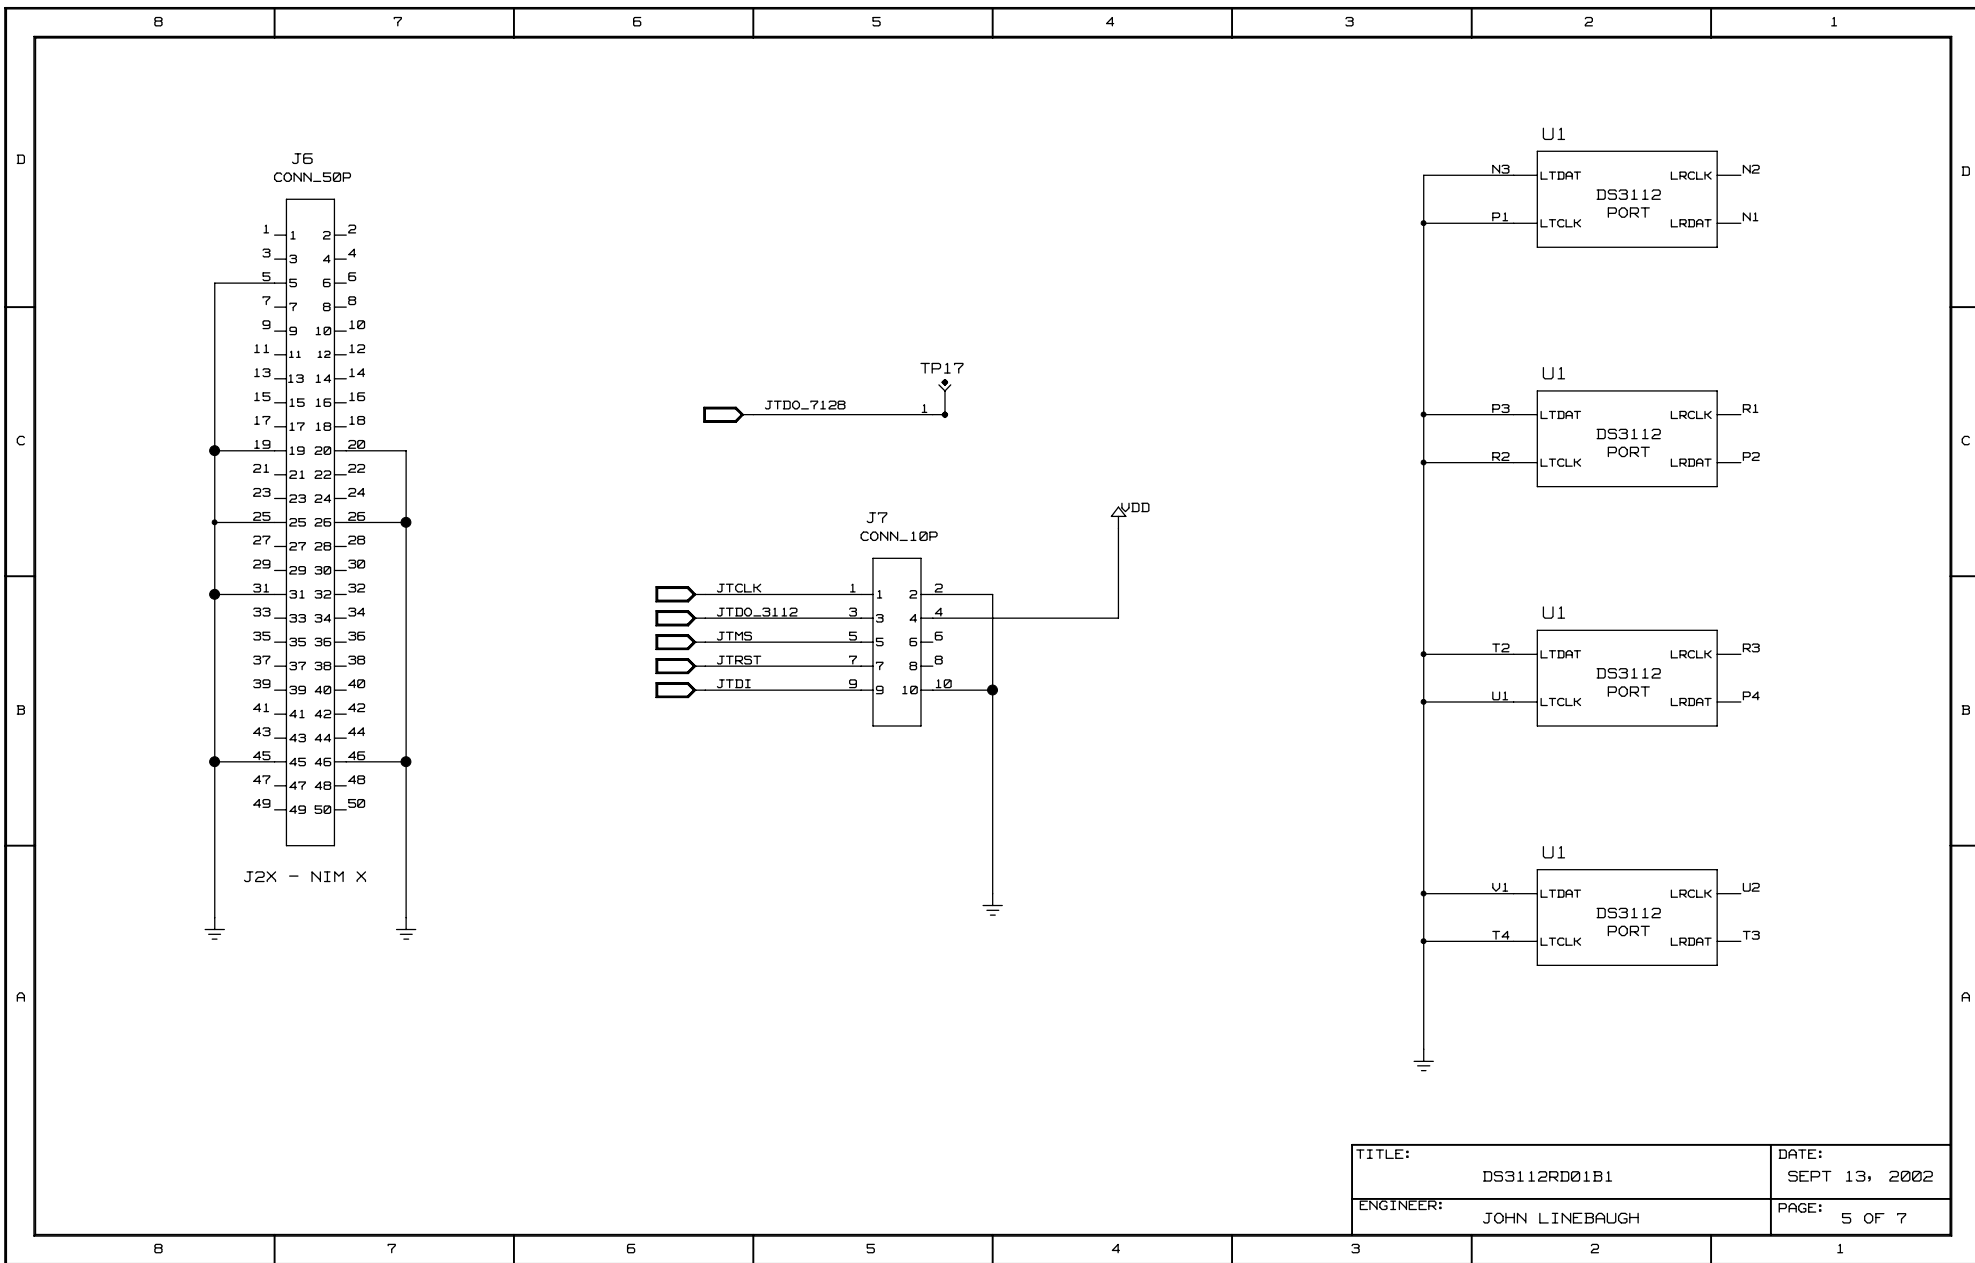 8 7 6 5 4 3 2 1
D
C
B
A
J6
CONN_50P
1 1 2 2
3 3 4 4
5 5 6 6
7 7 8 8
9 9 10 10
11 11 12 12
13 13 14 14
15 15 16 16
17 17 18 18
19 19 20 20
21 21 22 22
23 23 24 24
25 25 26 26
27 27 28 28
29 29 30 30
31 31 32 32
33 33 34 34
35 35 36 36
37 37 38 38
39 39 40 40
41 41 42 42
43 43 44 44
45 45 46 46
47 47 48 48
49 49 50 50
J2X - NIM X
TP17
JTDO_7128 1
VDD
J7
CONN_10P
JTCLK 1 1 2 2
JTDO_3112 3 3 4 4
JTMS 5 5 6 6
JTRST 7 7 8 8
JTDI 9 9 10 10
U1
N3 LTDAT LRCLK N2
DS3112
PORT
P1 LTCLK LRDAT N1
U1
P3 LTDAT LRCLK R1
DS3112
PORT
R2 LTCLK LRDAT P2
U1
T2 LTDAT LRCLK R3
DS3112
PORT
U1 LTCLK LRDAT P4
U1
V1 LTDAT LRCLK U2
DS3112
PORT
T4 LTCLK LRDAT T3
D
C
B
A
TITLE:
DS3112RD01B1
DATE:
SEPT 13, 2002
ENGINEER:
JOHN LINEBAUGH
PAGE:
5 OF 7
8 7 6 5 4 3 2 1